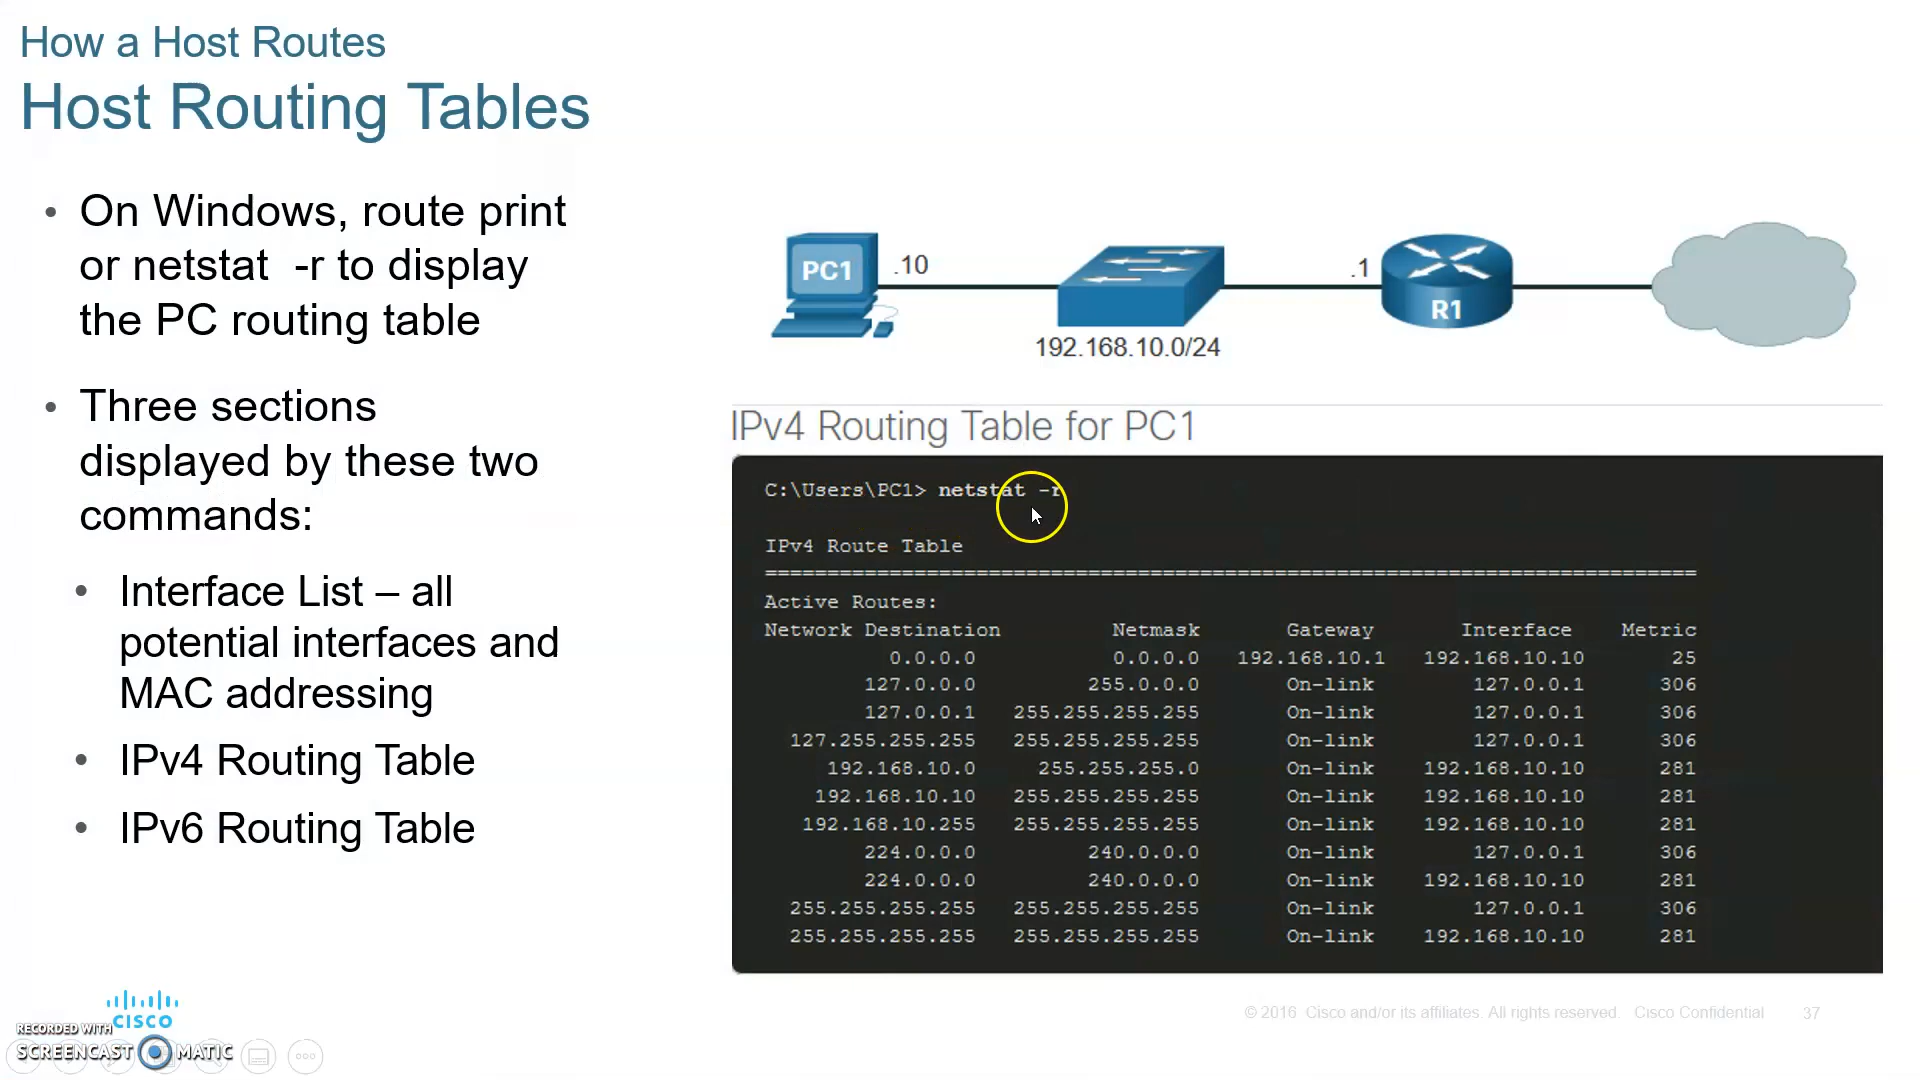 How a Host Routes
Host Routing Tables
• On Windows, route print
or netstat -r to display
the PC routing table
• Three sections
displayed by these two
commands:
• Interface List – all
potential interfaces and
MAC addressing
• IPv4 Routing Table
• IPv6 Routing Table
PC1 .10 .1 R1
192.168.10.0/24
IPv4 Routing Table for PC1
C:\Users\PC1> netstat -r
IPv4 Route Table
===========================================================================
Active Routes:
Network Destination Netmask Gateway Interface Metric
0.0.0.0 0.0.0.0 192.168.10.1 192.168.10.10 25
127.0.0.0 255.0.0.0 On-link 127.0.0.1 306
127.0.0.1 255.255.255.255 On-link 127.0.0.1 306
127.255.255.255 255.255.255.255 On-link 127.0.0.1 306
192.168.10.0 255.255.255.0 On-link 192.168.10.10 281
192.168.10.10 255.255.255.255 On-link 192.168.10.10 281
192.168.10.255 255.255.255.255 On-link 192.168.10.10 281
224.0.0.0 240.0.0.0 On-link 127.0.0.1 306
224.0.0.0 240.0.0.0 On-link 192.168.10.10 281
255.255.255.255 255.255.255.255 On-link 127.0.0.1 306
255.255.255.255 255.255.255.255 On-link 192.168.10.10 281
CISCO
RECORDED WITH
SCREENCAST MATIC
© 2016 Cisco and/or its affiliates. All rights reserved. Cisco Confidential 37